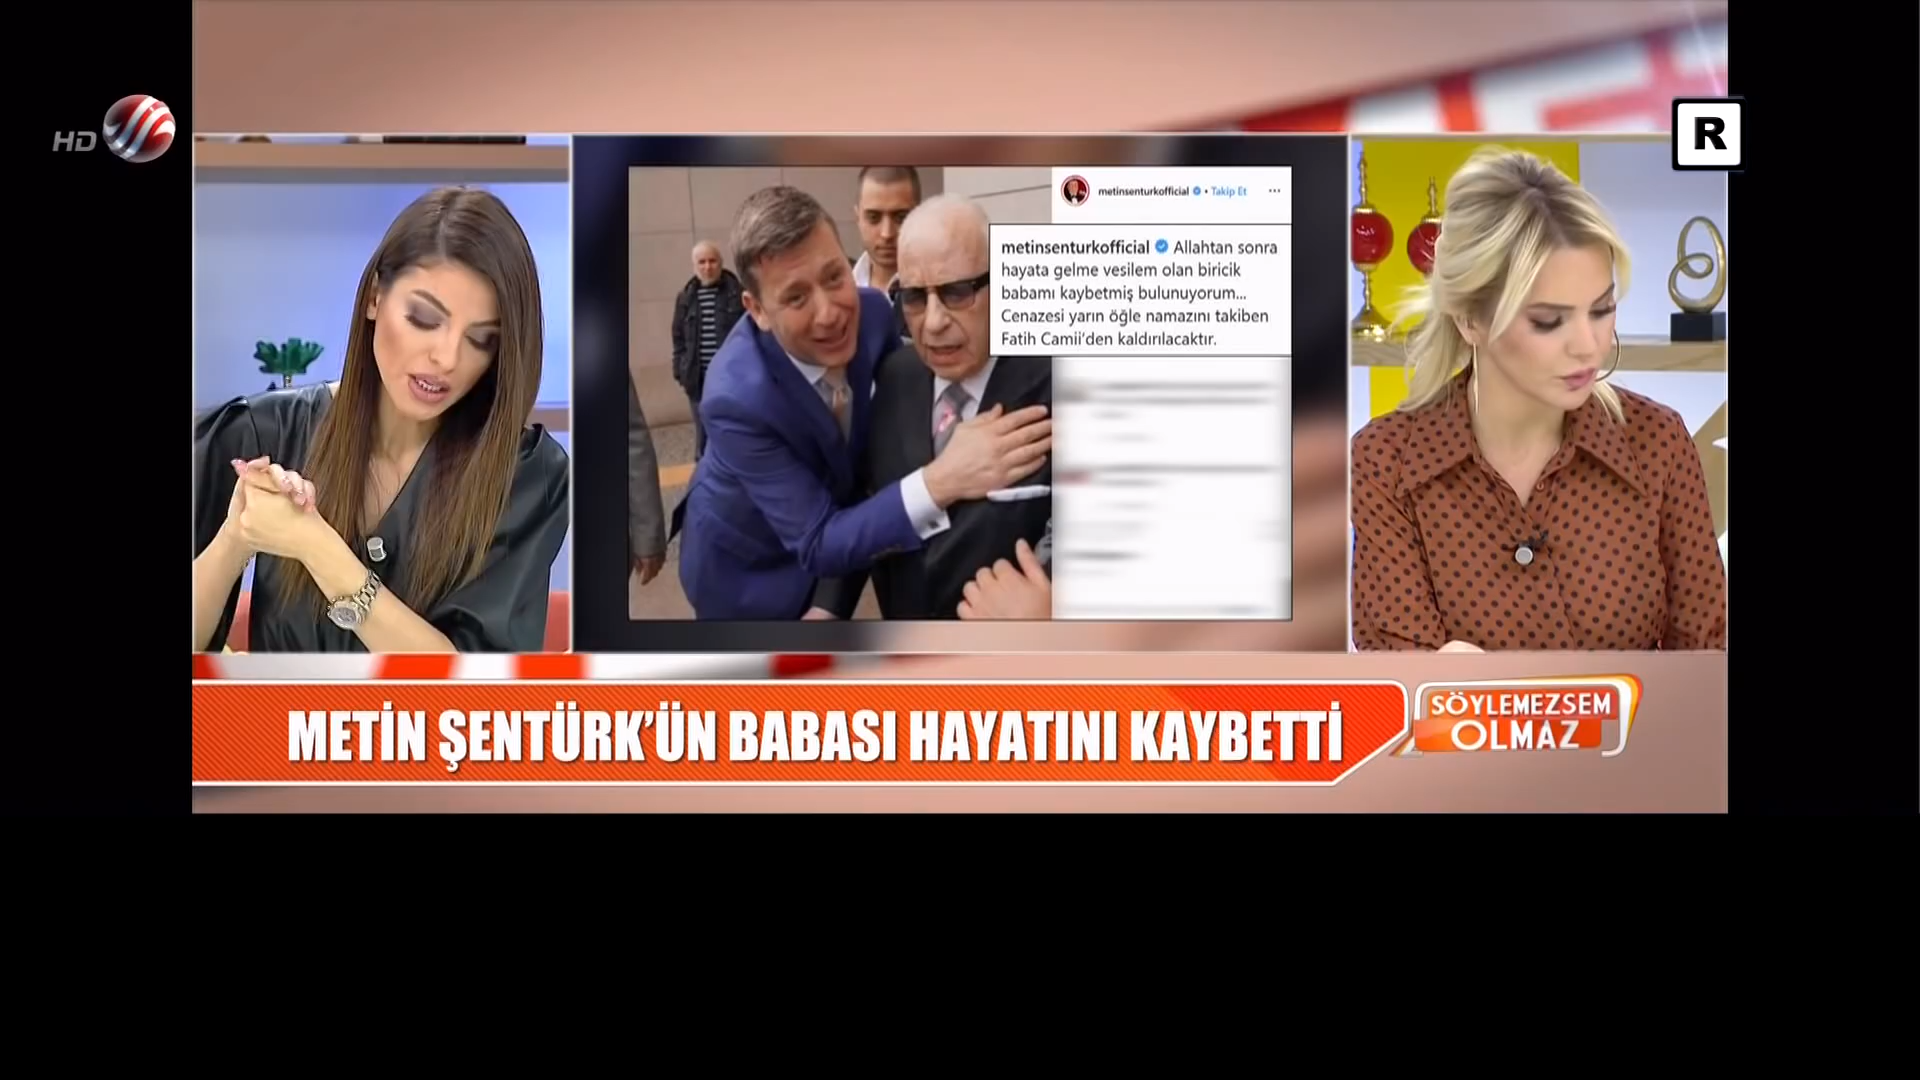 HD
R
metinsenturkofficial • Takip Et ...
metinsenturkofficial Allahtan sonra
hayata gelme vesilem olan biricik
babamı kaybetmiş bulunuyorum...
Cenazesi yarın öğle namazını takiben
Fatih Camii'den kaldırılacaktır.
METİN ŞENTÜRK'ÜN BABASI HAYATINI KAYBETTİ
SÖYLEMEZSEM
OLMAZ